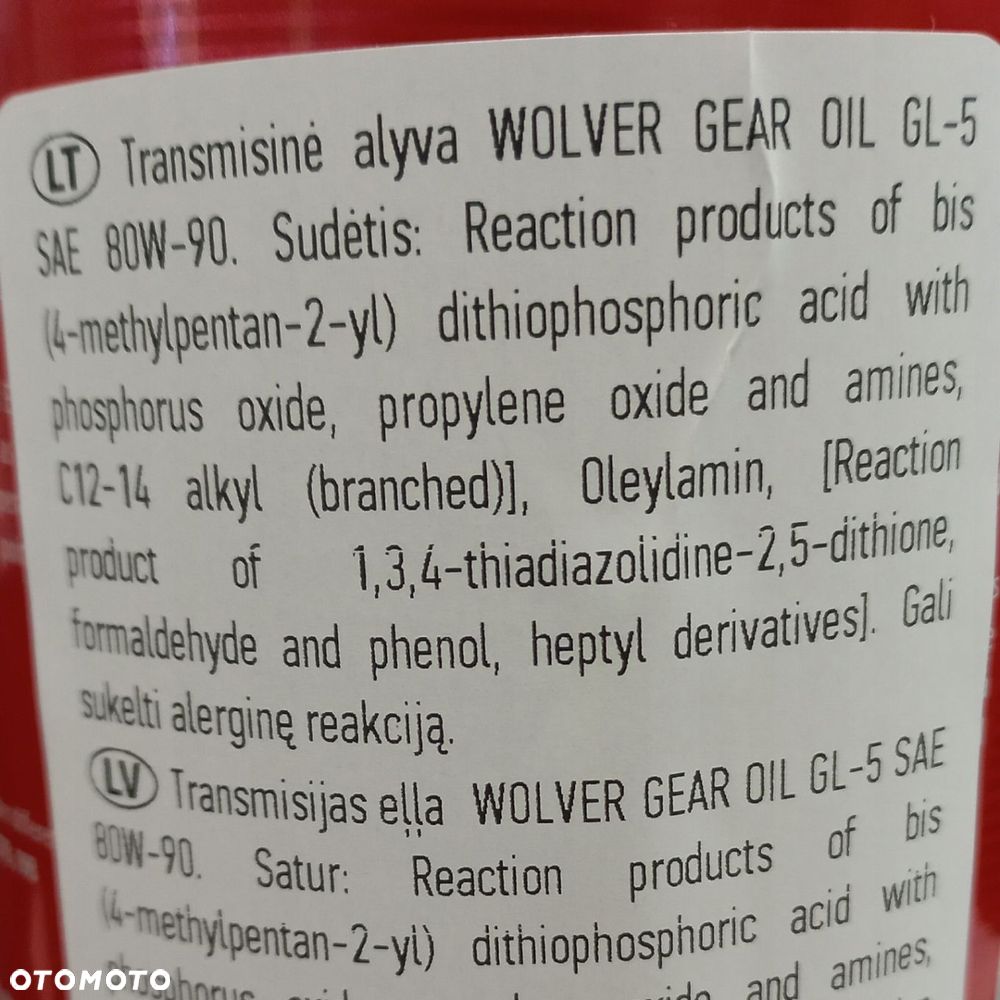 LT Transmisinė alyva WOLVER GEAR OIL GL-5
SAE 80W-90. Sudėtis: Reaction products of bis
(4-methylpentan-2-yl) dithiophosphoric acid with
phosphorus oxide, propylene oxide and amines,
C12-14 alkyl (branched)], Oleylamin, [Reaction
product of 1,3,4-thiadiazolidine-2,5-dithione,
formaldehyde and phenol, heptyl derivatives]. Gali
sukelti alerginę reakciją.
LV Transmisijas eļļa WOLVER GEAR OIL GL-5 SAE
80W-90. Satur: Reaction products of bis
(4-methylpentan-2-yl) dithiophosphoric acid with
and amines,
OTOMOTO